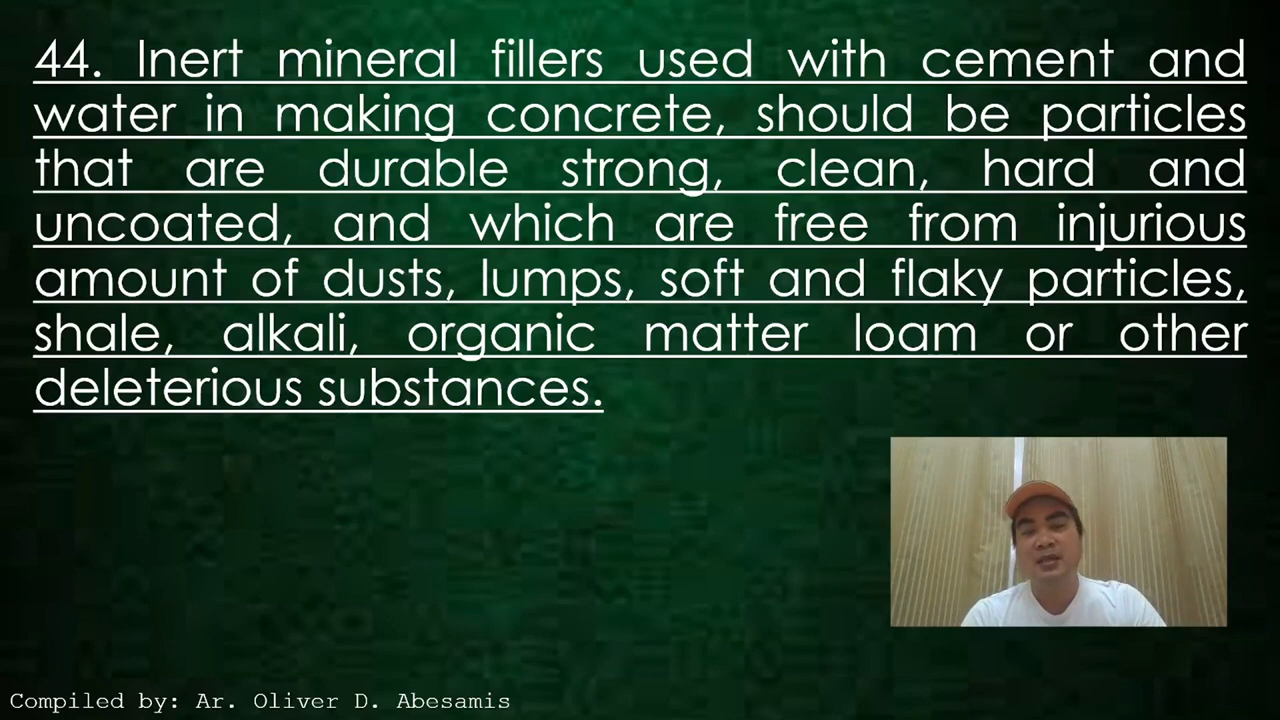 44. Inert mineral fillers used with cement and
water in making concrete, should be particles
that are durable strong, clean, hard and
uncoated, and which are free from injurious
amount of dusts, lumps, soft and flaky particles,
shale, alkali, organic matter loam or other
deleterious substances.
Compiled by: Ar. Oliver D. Abesamis